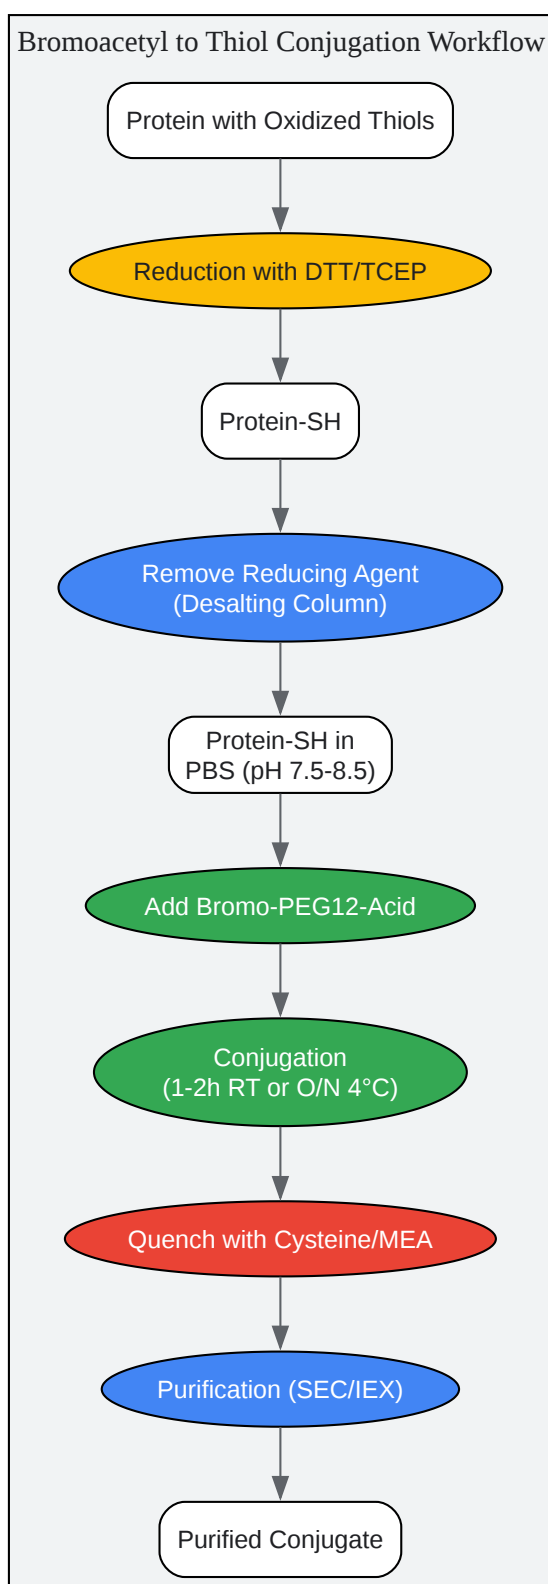 Bromoacetyl to Thiol Conjugation Workflow
Protein with Oxidized Thiols
Reduction with DTT/TCEP
Protein-SH
Remove Reducing Agent
(Desalting Column)
Protein-SH in
PBS (pH 7.5-8.5)
Add Bromo-PEG12-Acid
Conjugation
(1-2h RT or O/N 4°C)
Quench with Cysteine/MEA
Purification (SEC/IEX)
Purified Conjugate